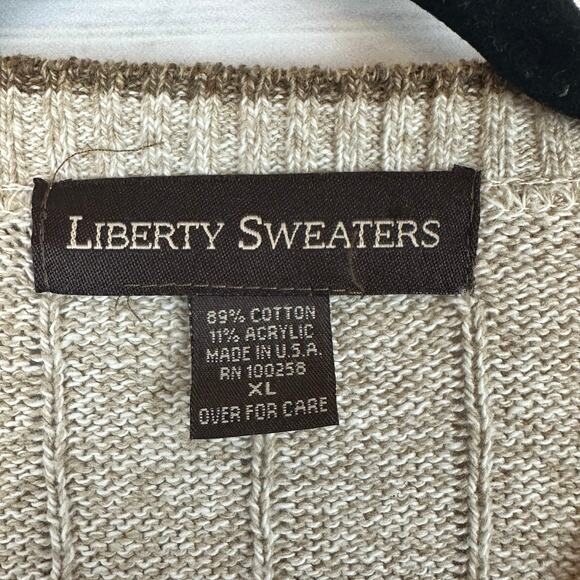 LIBERTY SWEATERS
89% COTTON
11% ACRYLIC
MADE IN U.S.A.
RN 100258
XL
OVER FOR CARE